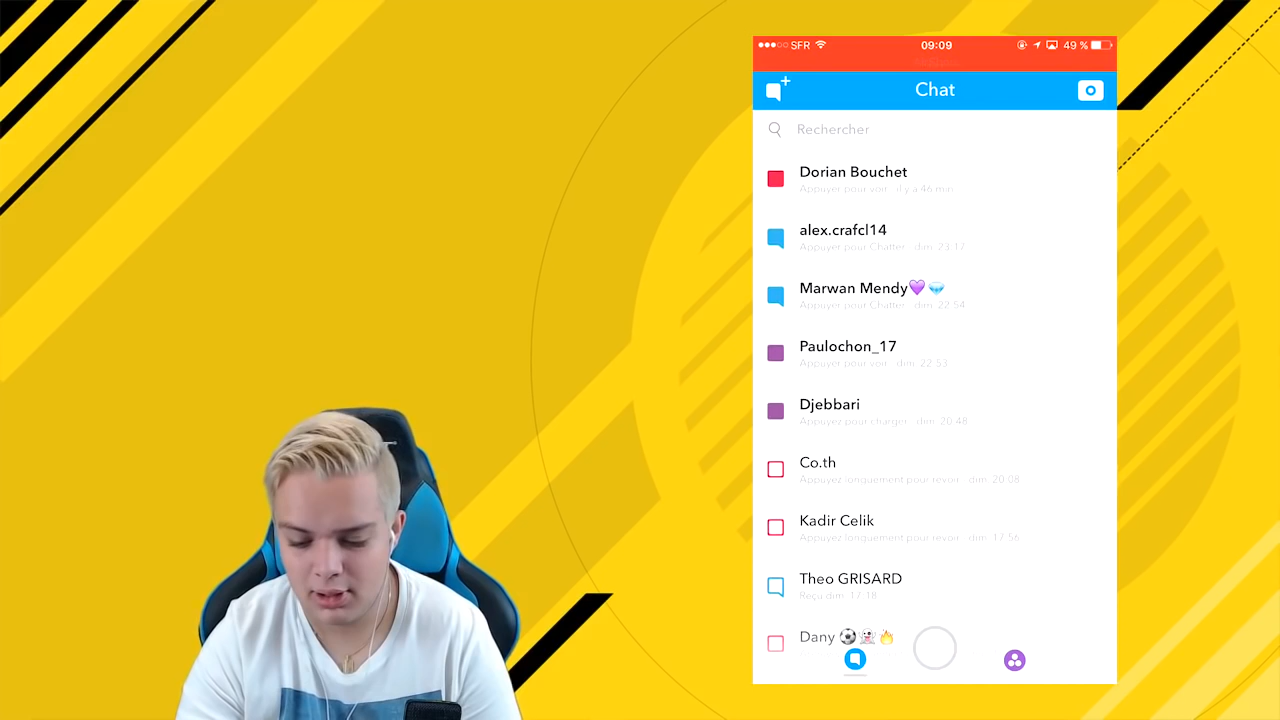 SFR 09:09 49 %
Chat
Rechercher
Dorian Bouchet
Appuyer pour voir · il y a 46 min
alex.crafcl14
Appuyer pour Chatter · dim. 23:17
Marwan Mendy💜💎
Appuyer pour Chatter · dim. 22:54
Paulochon_17
Appuyer pour voir · dim. 22:53
Djebbari
Appuyez pour charger · dim. 20:48
Co.th
Appuyez longuement pour revoir · dim. 20:08
Kadir Celik
Appuyez longuement pour revoir · dim. 17:56
Theo GRISARD
Reçu dim. 17:18
Dany ⚽👻🔥